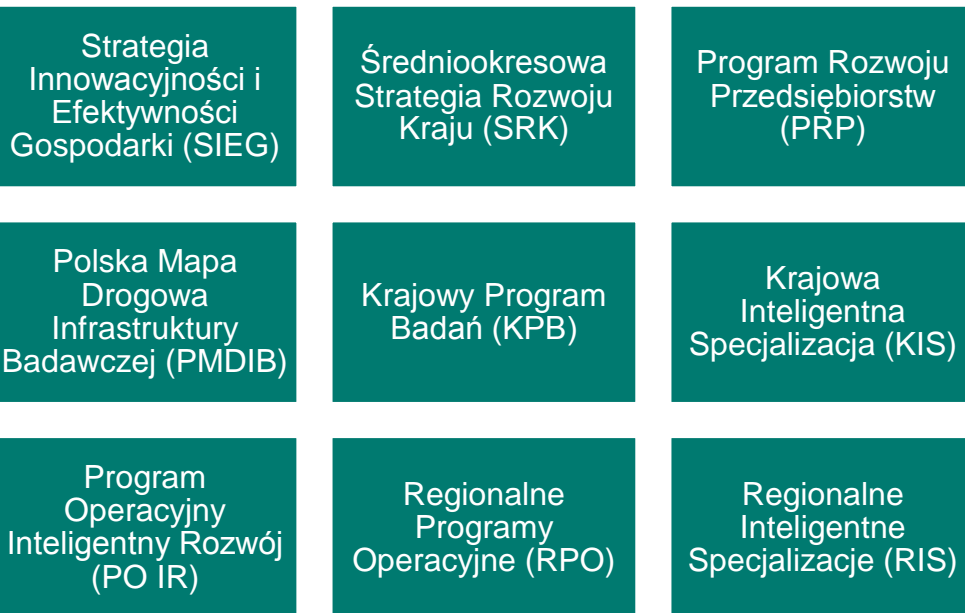 Strategia
Innowacyjności i
Efektywności
Gospodarki (SIEG)
Średniookresowa
Strategia Rozwoju
Kraju (SRK)
Program Rozwoju
Przedsiębiorstw
(PRP)
Polska Mapa
Drogowa
Infrastruktury
Badawczej (PMDIB)
Krajowy Program
Badań (KPB)
Krajowa
Inteligentna
Specjalizacja (KIS)
Program
Operacyjny
Inteligentny Rozwój
(PO IR)
Regionalne
Programy
Operacyjne (RPO)
Regionalne
Inteligentne
Specjalizacje (RIS)